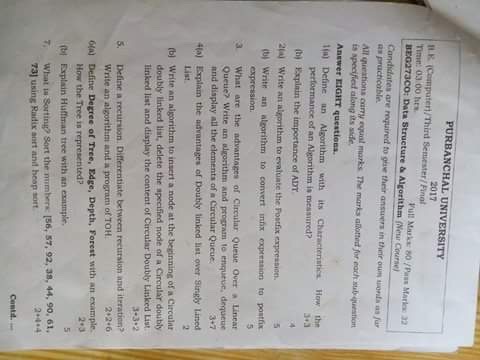 PURBANCHAL UNIVERSITY
2017
B.E. (Computer)/Third Semester/Final
Time: 03:00 hrs. Full Marks: 80 /Pass Marks: 32
BEG273CO: Data Structure & Algorithm (New Course)
Candidates are required to give their answers in their own words as far
as practicable.
All questions carry equal marks. The marks allotted for each sub-question
is specified along its side.
Answer EIGHT questions.
1(a) Define an Algorithm with its Characteristics. How the
performance of an Algorithm is measured? 3+3
(b) Explain the importance of ADT. 4
2(a) Write an algorithm to evaluate the Postfix expression. 5
(b) Write an algorithm to convert infix expression to postfix
expression. 5
3. What are the advantages of Circular Queue Over a Linear
Queue? Write an algorithm and program to enqueue, dequeue
and display all the elements of a Circular Queue. 3+7
4(a) Explain the advantages of Doubly linked list over Singly Lined
List. 2
(b) Write an algorithm to insert a node at the beginning of a Circular
doubly linked list, delete the specified node of a Circular doubly
linked list and display the content of Circular Doubly Linked List.
3+3+2
5. Define a recursion. Differentiate between recursion and iteration?
Write an algorithm and a program of TOH. 2+2+6
6(a) Define Degree of Tree, Edge, Depth, Forest with an example.
How the Tree is represented? 2+3
(b) Explain Huffman tree with an example. 5
7. What is Sorting? Sort the numbers: [56, 57, 92, 38, 44, 90, 61,
73] using Radix sort and heap sort. 2+4+4
Contd. ...